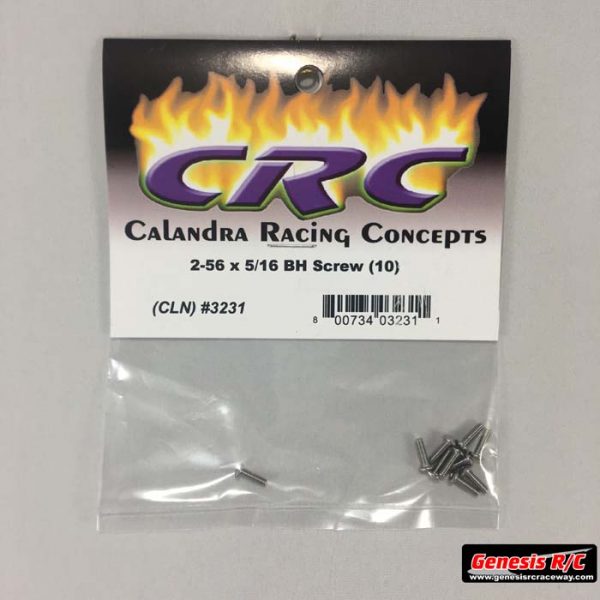 CRC
Calandra Racing Concepts
2-56 x 5/16 BH Screw (10)
(CLN) #3231
8 00734 03231 1
Genesis R/C
www.genesisrcraceway.com